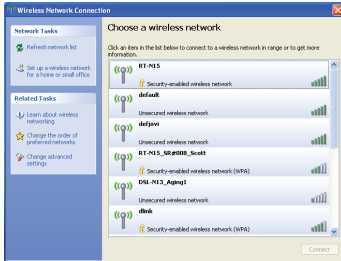 Wireless Network Connection
Network Tasks
Refresh network list
Set up a wireless network
for a home or small office
Related Tasks
Learn about wireless
networking
Change the order of
preferred networks
Change advanced
settings
Choose a wireless network
Click an item in the list below to connect to a wireless network in range or to get more
information.
RT-N15
Security-enabled wireless network
default
Unsecured wireless network
defjovi
Unsecured wireless network
RT-N15_SR#008_Scott
Security-enabled wireless network (WPA)
DSL-N13_Aging1
Unsecured wireless network
dlink
Security-enabled wireless network (WPA)
Connect